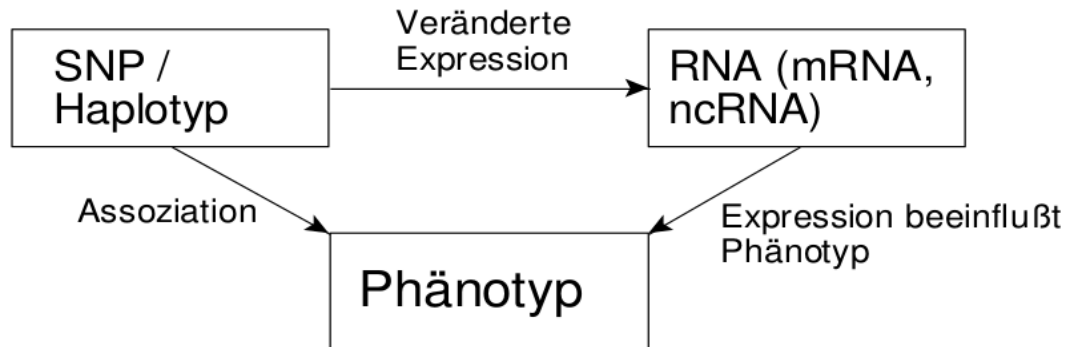 SNP /
Haplotyp
Veränderte
Expression
RNA (mRNA,
ncRNA)
Assoziation
Expression beeinflußt
Phänotyp
Phänotyp